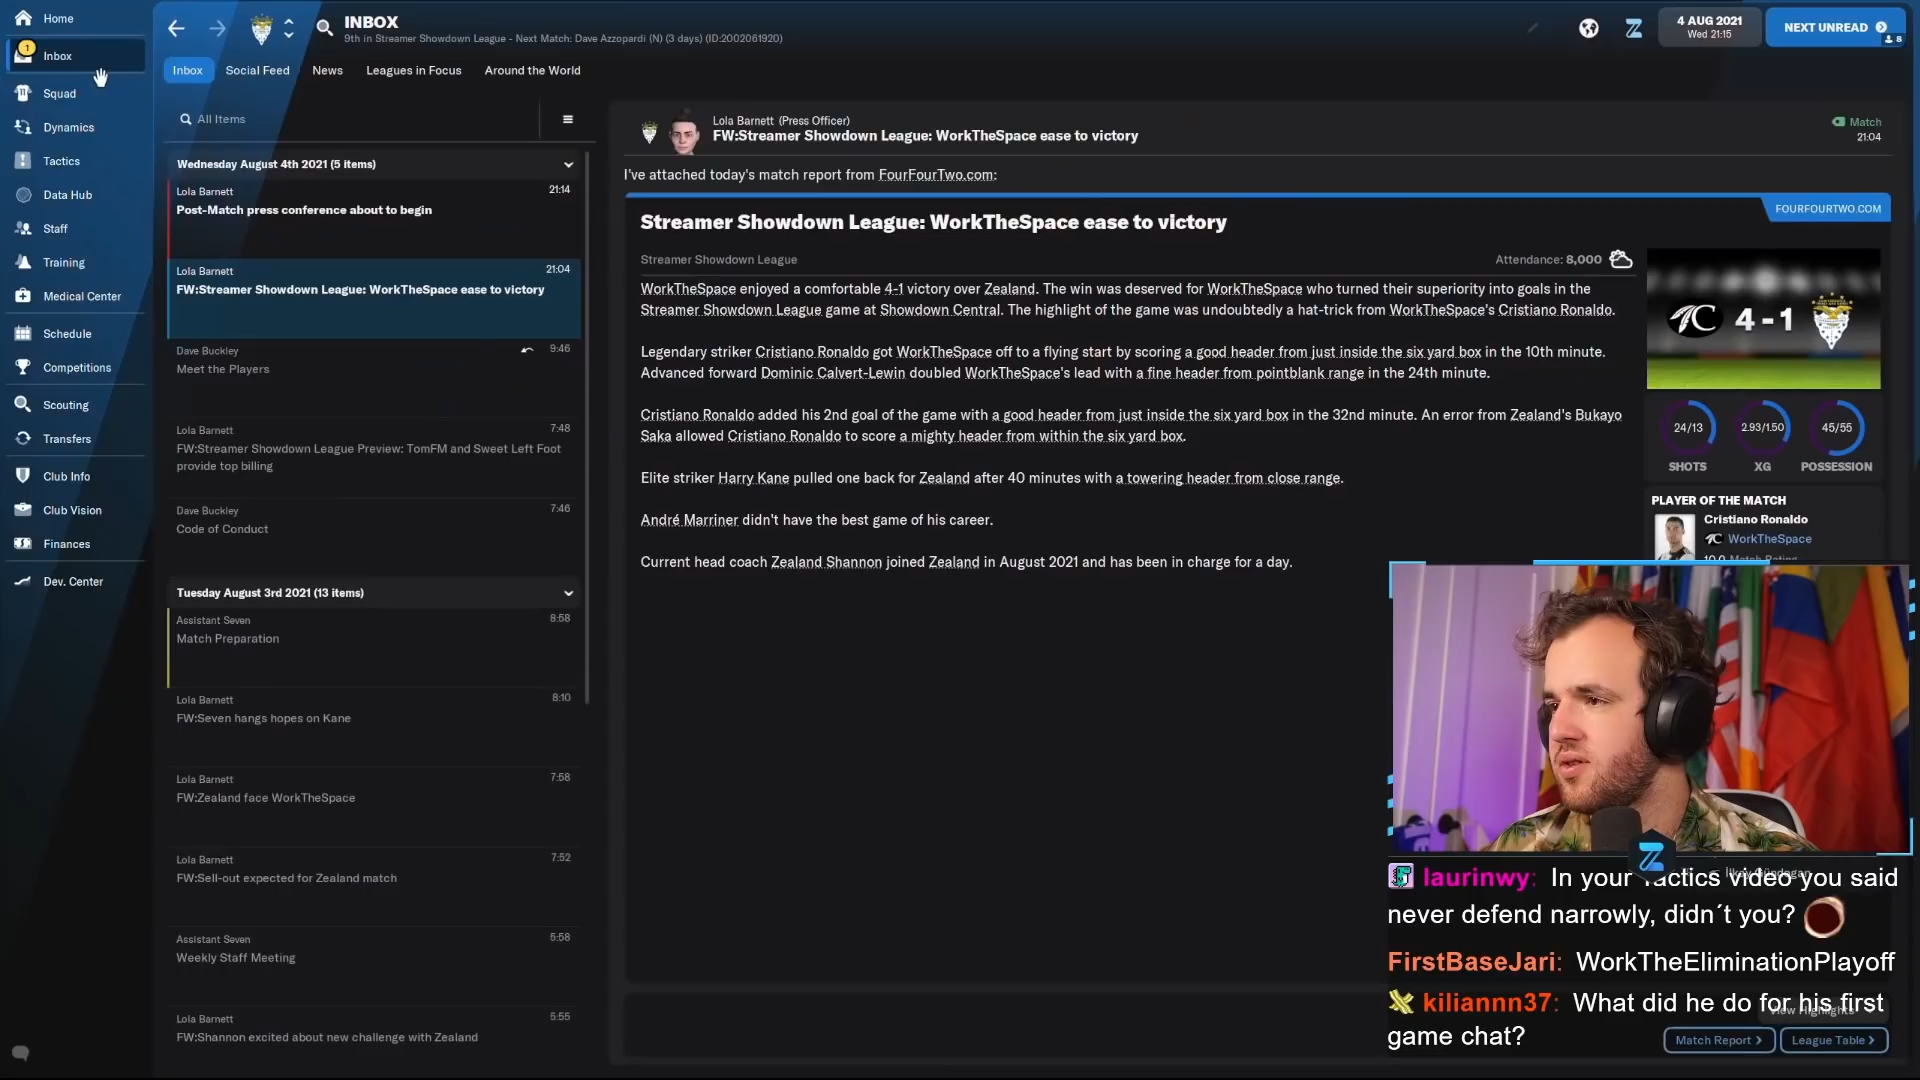 Home
1
Inbox
Squad
Dynamics
Tactics
Data Hub
Staff
Training
Medical Center
Schedule
Competitions
Scouting
Transfers
Club Info
Club Vision
Finances
Dev. Center
INBOX
9th in Streamer Showdown League - Next Match: Dave Azzopardi (N) (3 days) (ID:2002061920)
4 AUG 2021
Wed 21:15
NEXT UNREAD
8
Inbox Social Feed News Leagues in Focus Around the World
All Items
Wednesday August 4th 2021 (5 items)
Lola Barnett 21:14
Post-Match press conference about to begin
Lola Barnett 21:04
FW:Streamer Showdown League: WorkTheSpace ease to victory
Dave Buckley 9:46
Meet the Players
Lola Barnett 7:48
FW:Streamer Showdown League Preview: TomFM and Sweet Left Foot
provide top billing
Dave Buckley 7:46
Code of Conduct
Tuesday August 3rd 2021 (13 items)
Assistant Seven 8:58
Match Preparation
Lola Barnett 8:10
FW:Seven hangs hopes on Kane
Lola Barnett 7:58
FW:Zealand face WorkTheSpace
Lola Barnett 7:52
FW:Sell-out expected for Zealand match
Assistant Seven 5:58
Weekly Staff Meeting
Lola Barnett 5:55
FW:Shannon excited about new challenge with Zealand
Lola Barnett (Press Officer)
FW:Streamer Showdown League: WorkTheSpace ease to victory
Match
21:04
I've attached today's match report from FourFourTwo.com:
FOURFOURTWO.COM
Streamer Showdown League: WorkTheSpace ease to victory
Streamer Showdown League Attendance: 8,000
WorkTheSpace enjoyed a comfortable 4-1 victory over Zealand. The win was deserved for WorkTheSpace who turned their superiority into goals in the
Streamer Showdown League game at Showdown Central. The highlight of the game was undoubtedly a hat-trick from WorkTheSpace's Cristiano Ronaldo.
Legendary striker Cristiano Ronaldo got WorkTheSpace off to a flying start by scoring a good header from just inside the six yard box in the 10th minute.
Advanced forward Dominic Calvert-Lewin doubled WorkTheSpace's lead with a fine header from pointblank range in the 24th minute.
Cristiano Ronaldo added his 2nd goal of the game with a good header from just inside the six yard box in the 32nd minute. An error from Zealand's Bukayo
Saka allowed Cristiano Ronaldo to score a mighty header from within the six yard box.
Elite striker Harry Kane pulled one back for Zealand after 40 minutes with a towering header from close range.
André Marriner didn't have the best game of his career.
Current head coach Zealand Shannon joined Zealand in August 2021 and has been in charge for a day.
4 - 1
24/13 2.93/1.50 45/55
SHOTS XG POSSESSION
PLAYER OF THE MATCH
Cristiano Ronaldo
WorkTheSpace
10.0 Match Rating
laurinwy: In your Tactics video you said
never defend narrowly, didn´t you?
FirstBaseJari: WorkTheEliminationPlayoff
kiliannn37: What did he do for his first
game chat?
View Highlights
Match Report
League Table